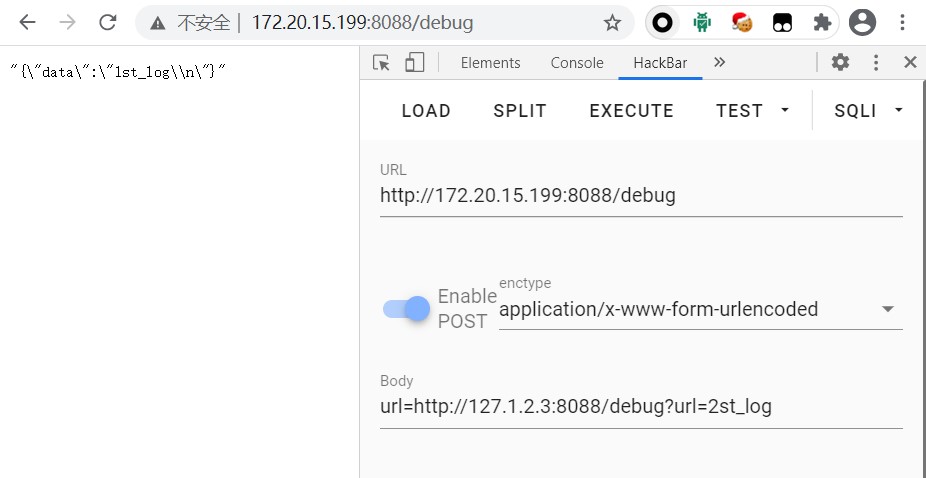 不安全 | 172.20.15.199:8088/debug
"{\"data\":\"1st_log\\n\"}"
Elements Console HackBar
LOAD SPLIT EXECUTE TEST SQLI
URL
http://172.20.15.199:8088/debug
Enable POST
enctype
application/x-www-form-urlencoded
Body
url=http://127.1.2.3:8088/debug?url=2st_log